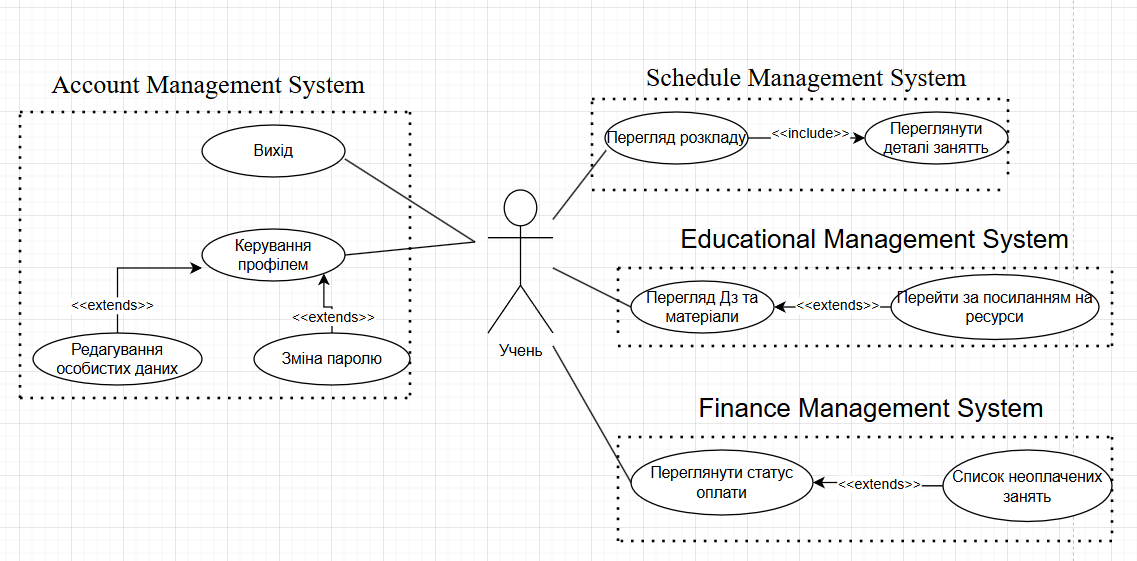 Account Management System
Вихід
Керування
профілем
<<extends>>
<<extends>>
Редагування
особистих даних
Зміна паролю
Учень
Schedule Management System
Перегляд розкладу
<<include>>
Переглянути
деталі занятть
Educational Management System
Перегляд Дз та
матеріали
<<extends>>
Перейти за посиланням на
ресурси
Finance Management System
Переглянути статус
оплати
<<extends>>
Список неоплачених
занять